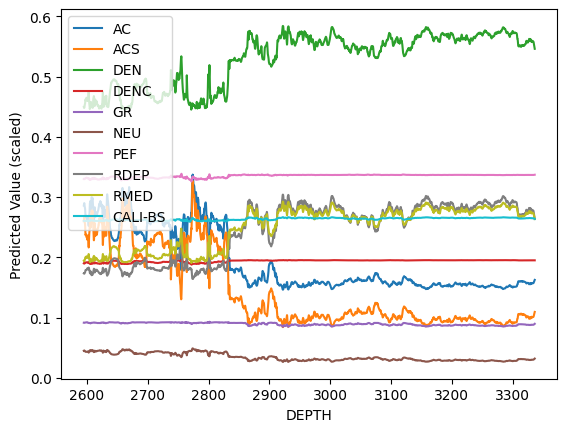 0.6
0.5
0.4
0.3
0.2
0.1
0.0
Predicted Value (scaled)
AC
ACS
DEN
DENC
GR
NEU
PEF
RDEP
RMED
CALI-BS
2600 2700 2800 2900 3000 3100 3200 3300
DEPTH